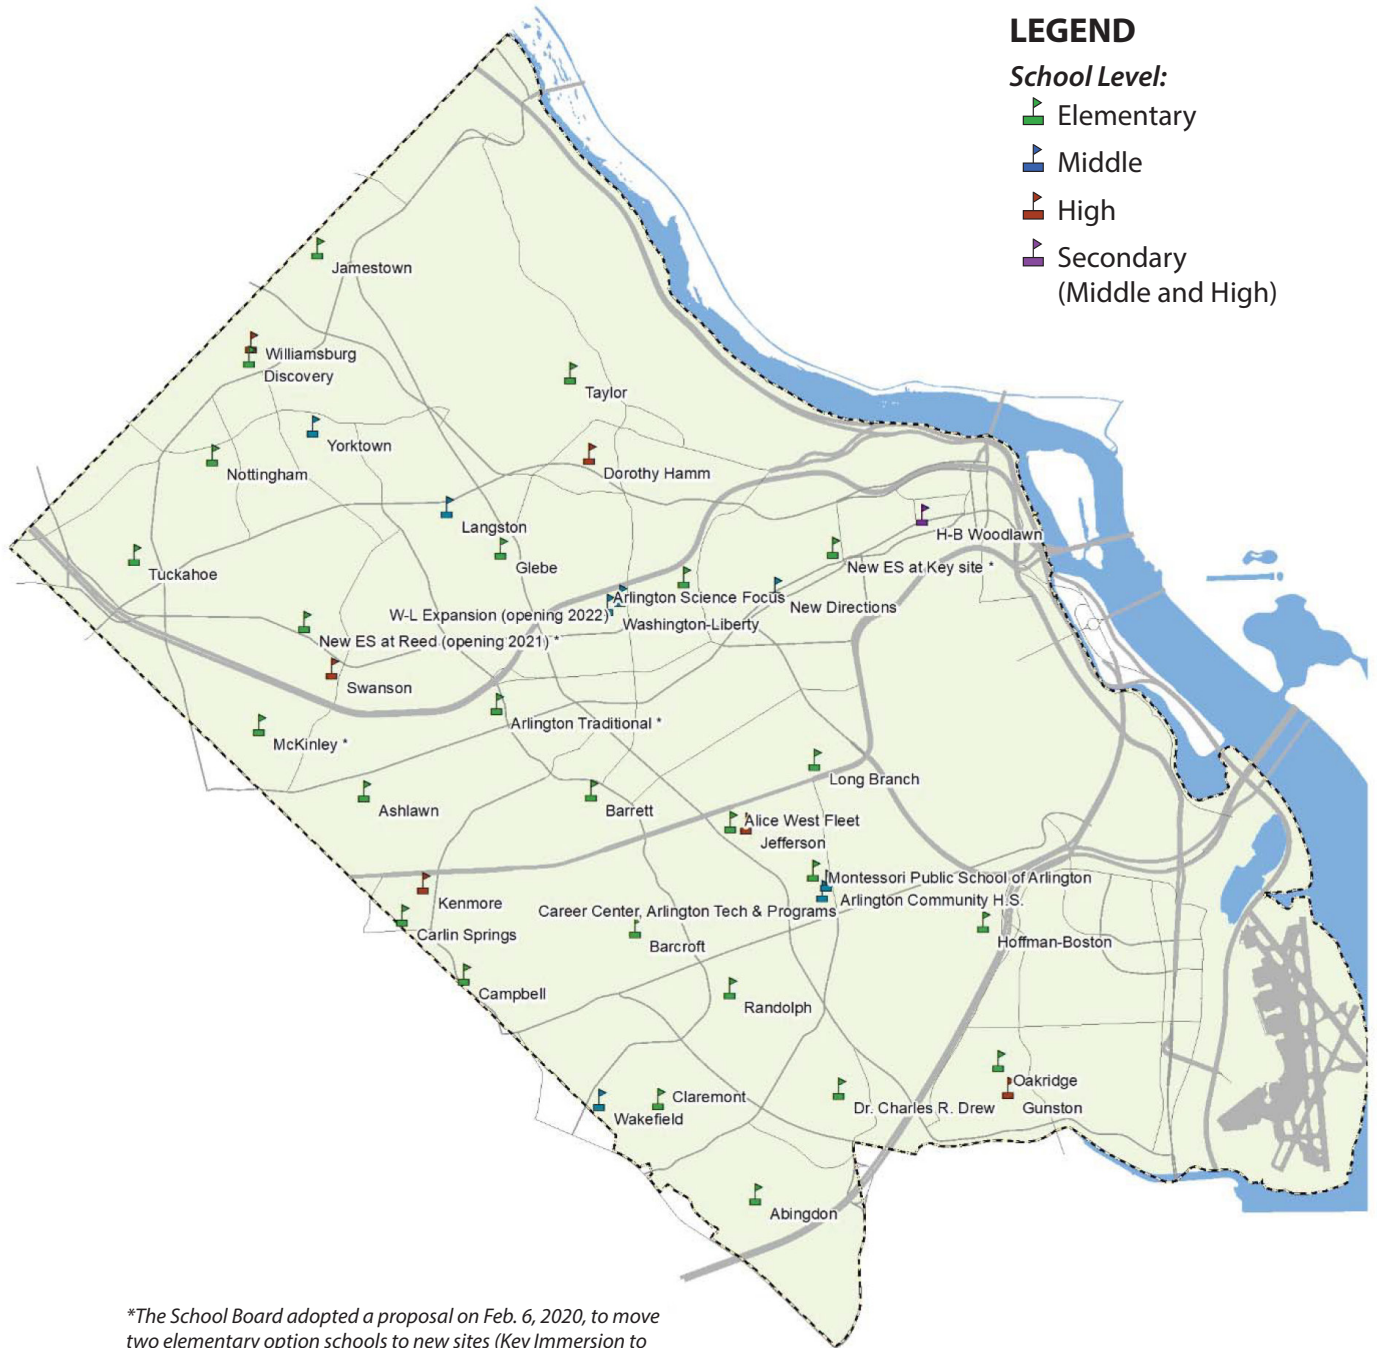 LEGEND
School Level:
Elementary
Middle
High
Secondary
(Middle and High)
Jamestown
Williamsburg
Discovery
Taylor
Yorktown
Nottingham
Dorothy Hamm
Langston
H-B Woodlawn
Glebe
New ES at Key site *
Tuckahoe
Arlington Science Focus
New Directions
W-L Expansion (opening 2022)
Washington-Liberty
New ES at Reed (opening 2021) *
Swanson
Arlington Traditional *
McKinley *
Long Branch
Ashlawn
Barrett
Alice West Fleet
Jefferson
Montessori Public School of Arlington
Kenmore
Arlington Community H.S.
Career Center, Arlington Tech & Programs
Carlin Springs
Barcroft
Hoffman-Boston
Campbell
Randolph
Oakridge
Claremont
Dr. Charles R. Drew
Gunston
Wakefield
Abingdon
*The School Board adopted a proposal on Feb. 6, 2020, to move
two elementary option schools to new sites (Key Immersion to